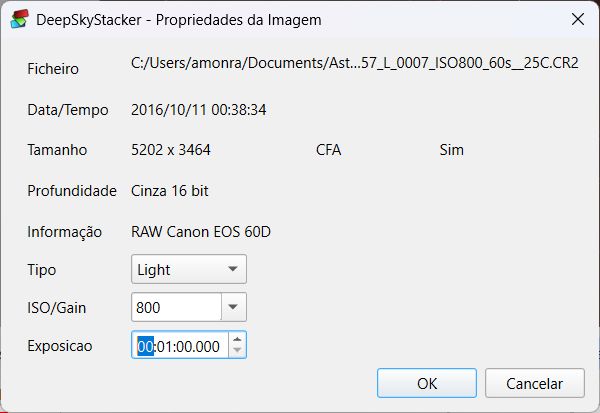 DeepSkyStacker - Propriedades da Imagem
Ficheiro C:/Users/amonra/Documents/Ast...57_L_0007_ISO800_60s__25C.CR2
Data/Tempo 2016/10/11 00:38:34
Tamanho 5202 x 3464 CFA Sim
Profundidade Cinza 16 bit
Informação RAW Canon EOS 60D
Tipo Light
ISO/Gain 800
Exposicao 00:01:00.000
OK Cancelar